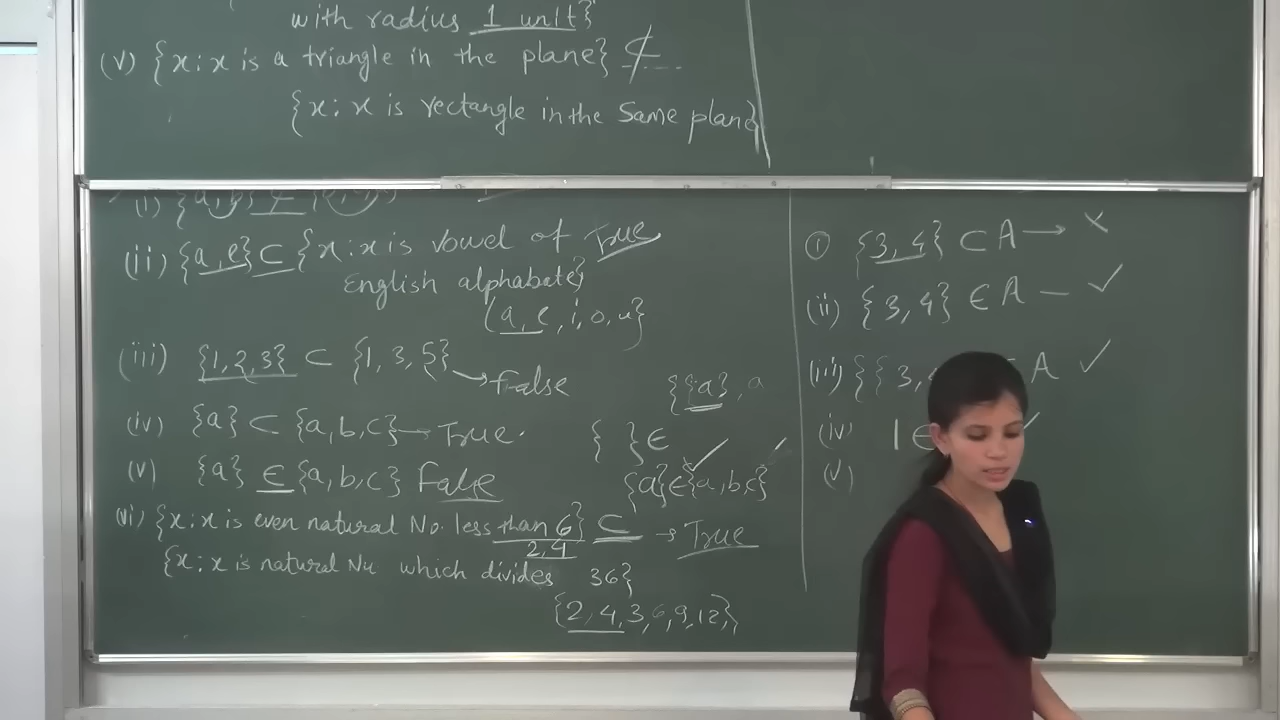 with radius 1 unit}
(v) {x : x is a triangle in the plane} ⊄
{x : x is rectangle in the Same plane}
(ii) {a, e} ⊂ {x : x is vowel of True
English alphabate}
{a, e, i, o, u}
(iii) {1, 2, 3} ⊂ {1, 3, 5} → False
{{a}, a
(iv) {a} ⊂ {a, b, c} — True.
{ } ∈
(v) {a} ∈ {a, b, c} False
{a} ∈ {a, b, c}
(vi) {x : x is even natural No. less than 6} ⊂ → True
2, 4
{x : x is natural Nu which divides 36}
{2, 4, 3, 6, 9, 12,}
① {3, 4} ⊂ A → ×
(ii) {3, 4} ∈ A — ✓
(iii) {{3, A ✓
(iv) 1 ∈ ✓
(v)